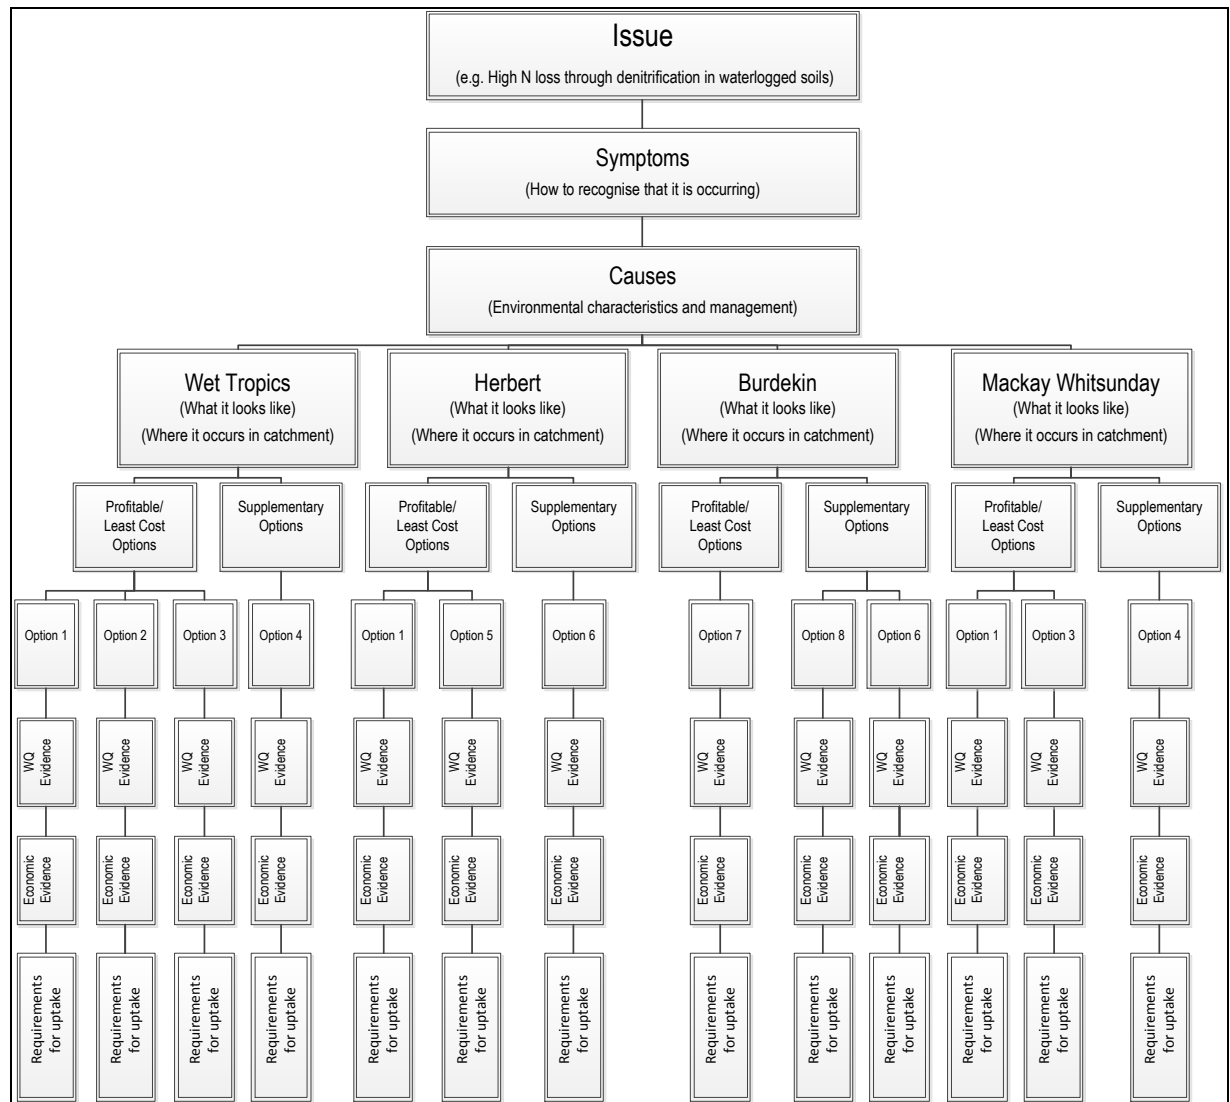 Issue
(e.g. High N loss through denitrification in waterlogged soils)
Symptoms
(How to recognise that it is occurring)
Causes
(Environmental characteristics and management)
Wet Tropics
(What it looks like)
(Where it occurs in catchment)
Herbert
(What it looks like)
(Where it occurs in catchment)
Burdekin
(What it looks like)
(Where it occurs in catchment)
Mackay Whitsunday
(What it looks like)
(Where it occurs in catchment)
Profitable/
Least Cost
Options
Supplementary
Options
Profitable/
Least Cost
Options
Supplementary
Options
Profitable/
Least Cost
Options
Supplementary
Options
Profitable/
Least Cost
Options
Supplementary
Options
Option 1
Option 2
Option 3
Option 4
Option 1
Option 5
Option 6
Option 7
Option 8
Option 6
Option 1
Option 3
Option 4
WQ
Evidence
WQ
Evidence
WQ
Evidence
WQ
Evidence
WQ
Evidence
WQ
Evidence
WQ
Evidence
WQ
Evidence
WQ
Evidence
WQ
Evidence
WQ
Evidence
WQ
Evidence
WQ
Evidence
Economic
Evidence
Economic
Evidence
Economic
Evidence
Economic
Evidence
Economic
Evidence
Economic
Evidence
Economic
Evidence
Economic
Evidence
Economic
Evidence
Economic
Evidence
Economic
Evidence
Economic
Evidence
Economic
Evidence
Requirements
for uptake
Requirements
for uptake
Requirements
for uptake
Requirements
for uptake
Requirements
for uptake
Requirements
for uptake
Requirements
for uptake
Requirements
for uptake
Requirements
for uptake
Requirements
for uptake
Requirements
for uptake
Requirements
for uptake
Requirements
for uptake